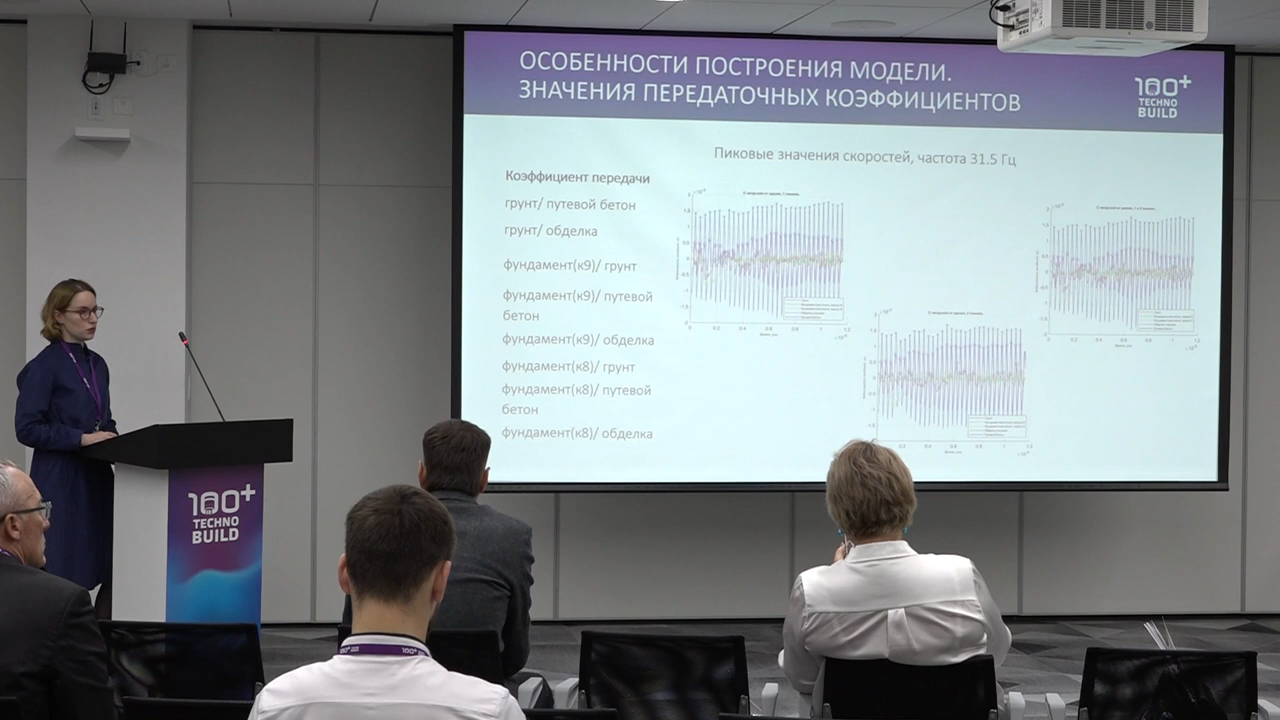 ОСОБЕННОСТИ ПОСТРОЕНИЯ МОДЕЛИ.
ЗНАЧЕНИЯ ПЕРЕДАТОЧНЫХ КОЭФФИЦИЕНТОВ
100+
TECHNO
BUILD
Пиковые значения скоростей, частота 31.5 Гц
Коэффициент передачи
грунт/ путевой бетон
грунт/ обделка
фундамент(к9)/ грунт
фундамент(к9)/ путевой
бетон
фундамент(к9)/ обделка
фундамент(к8)/ грунт
фундамент(к8)/ путевой
бетон
фундамент(к8)/ обделка
100+
TECHNO
BUILD